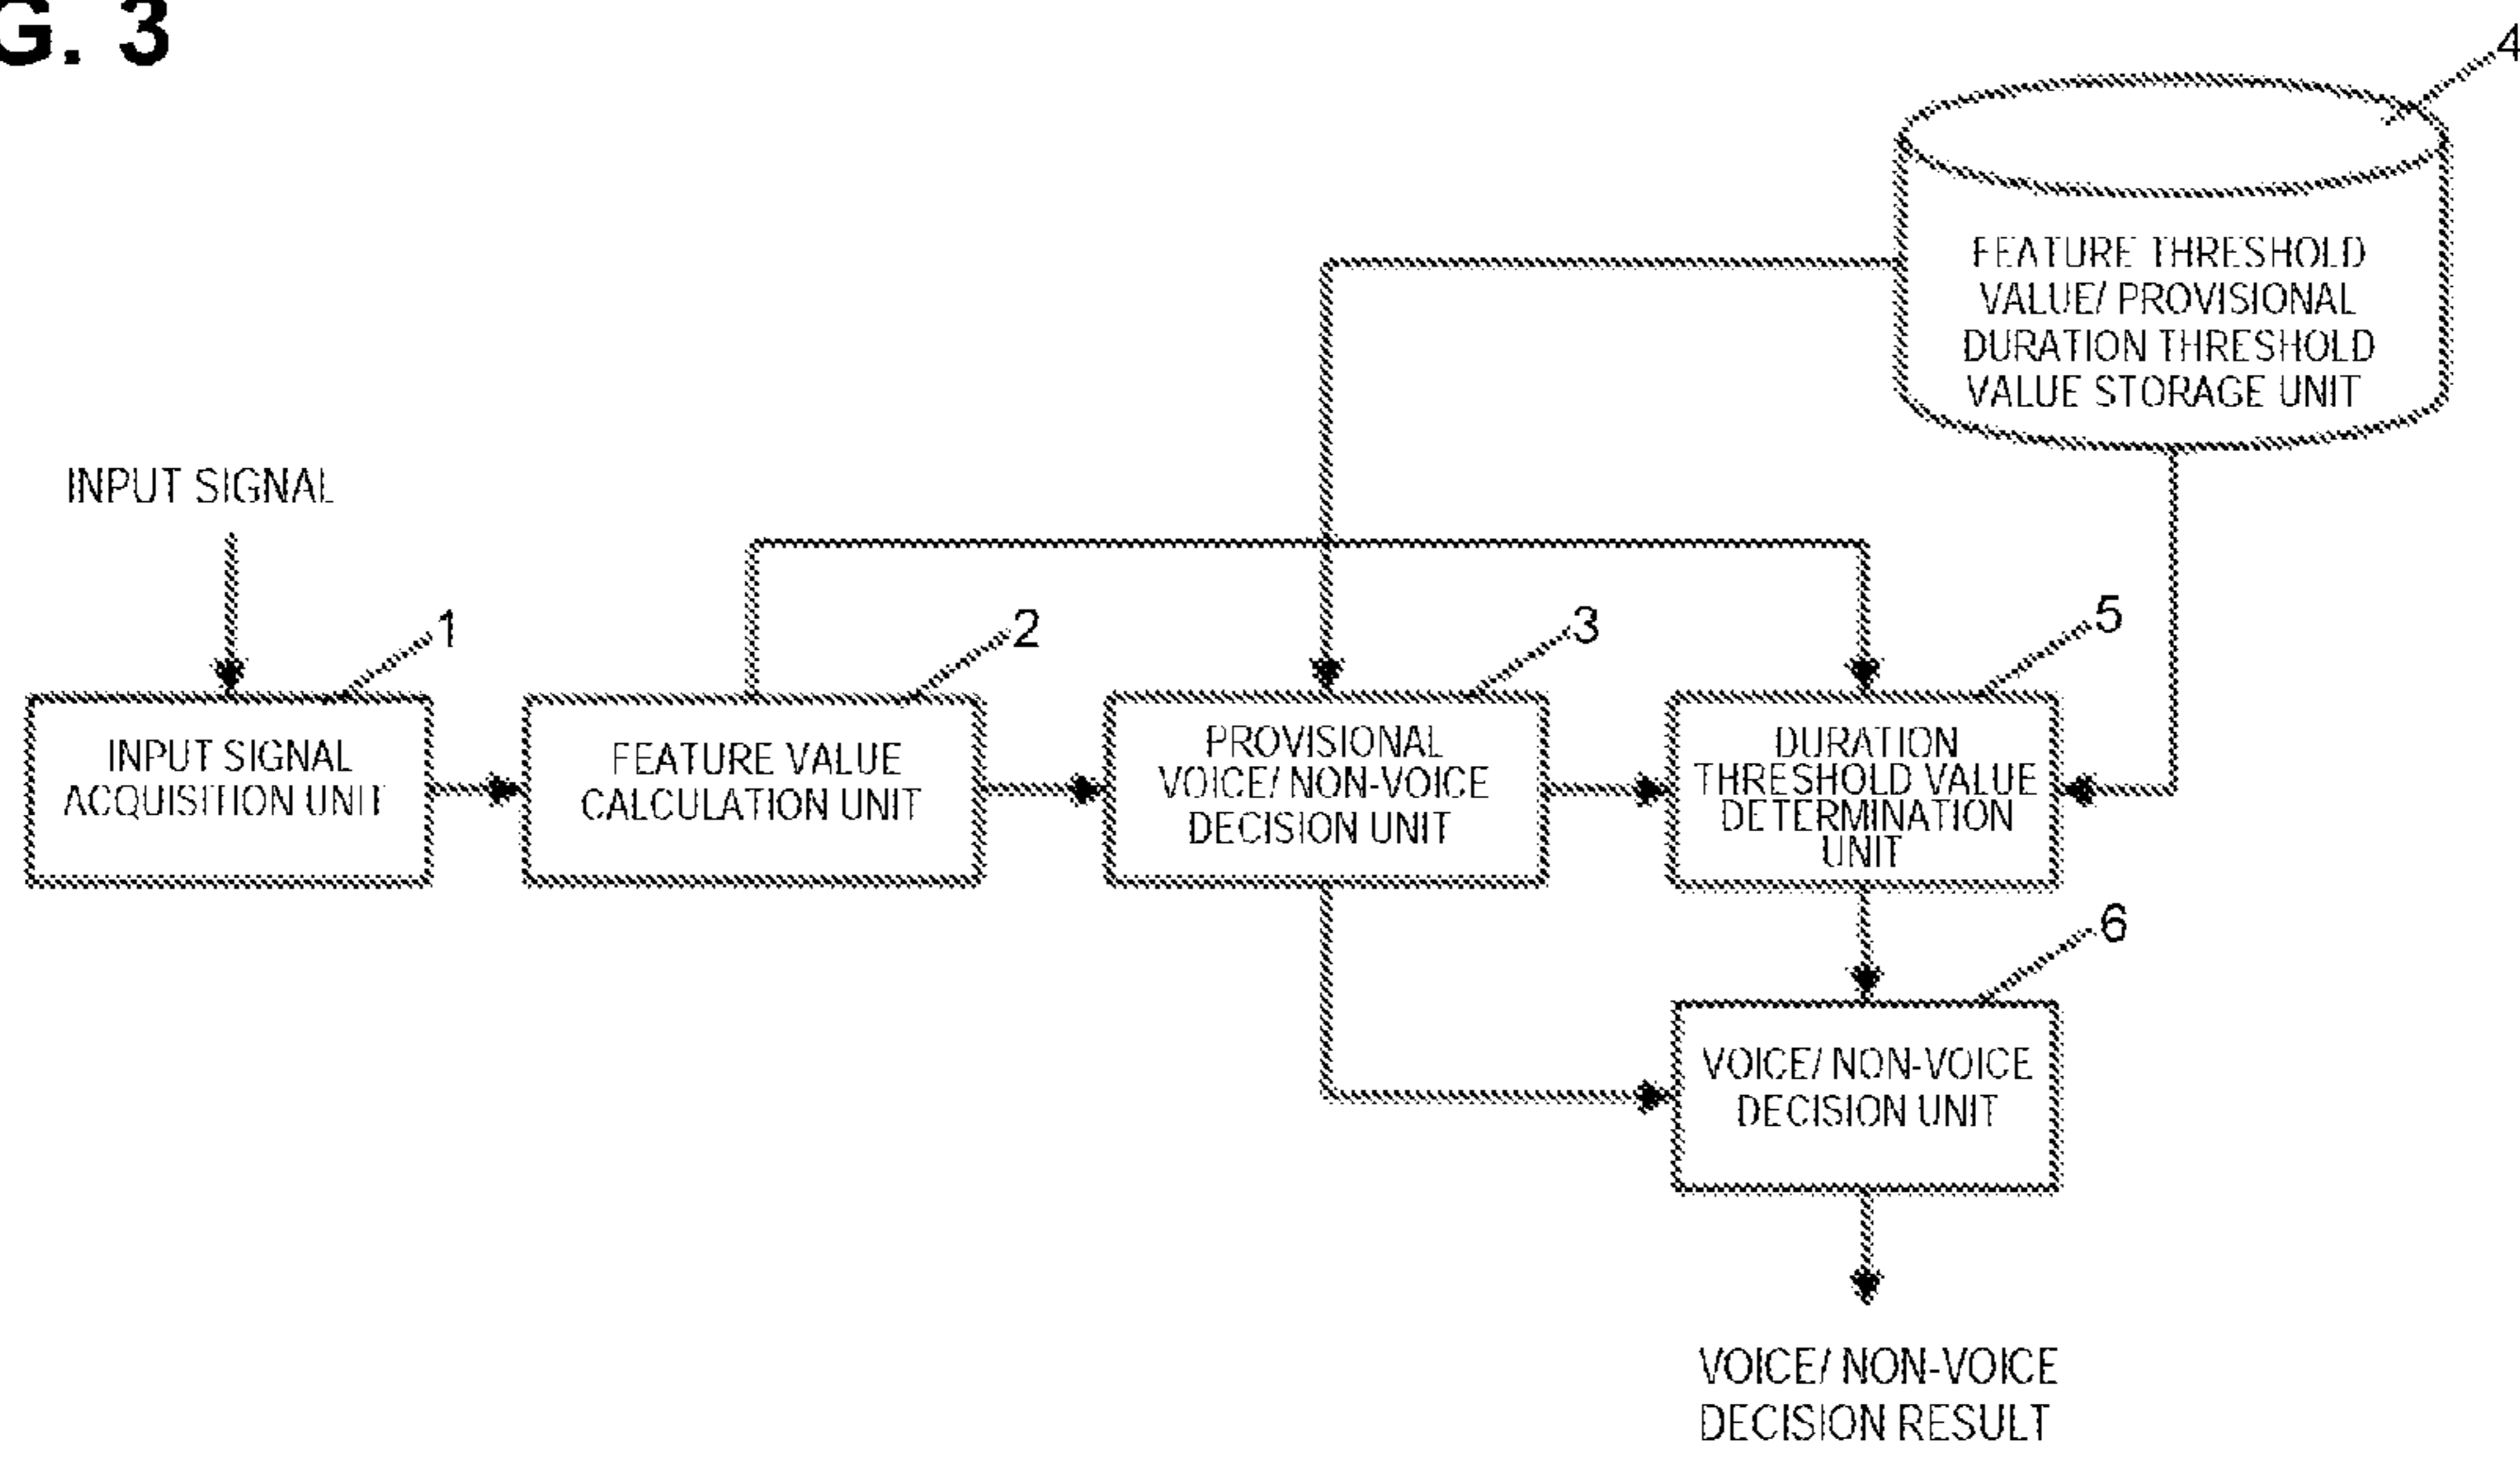 G. 3
4
FEATURE THRESHOLD
VALUE/ PROVISIONAL
DURATION THRESHOLD
VALUE STORAGE UNIT
INPUT SIGNAL
1
2
3
5
INPUT SIGNAL
ACQUISITION UNIT
FEATURE VALUE
CALCULATION UNIT
PROVISIONAL
VOICE/ NON-VOICE
DECISION UNIT
DURATION
THRESHOLD VALUE
DETERMINATION
UNIT
6
VOICE/ NON-VOICE
DECISION UNIT
VOICE/ NON-VOICE
DECISION RESULT